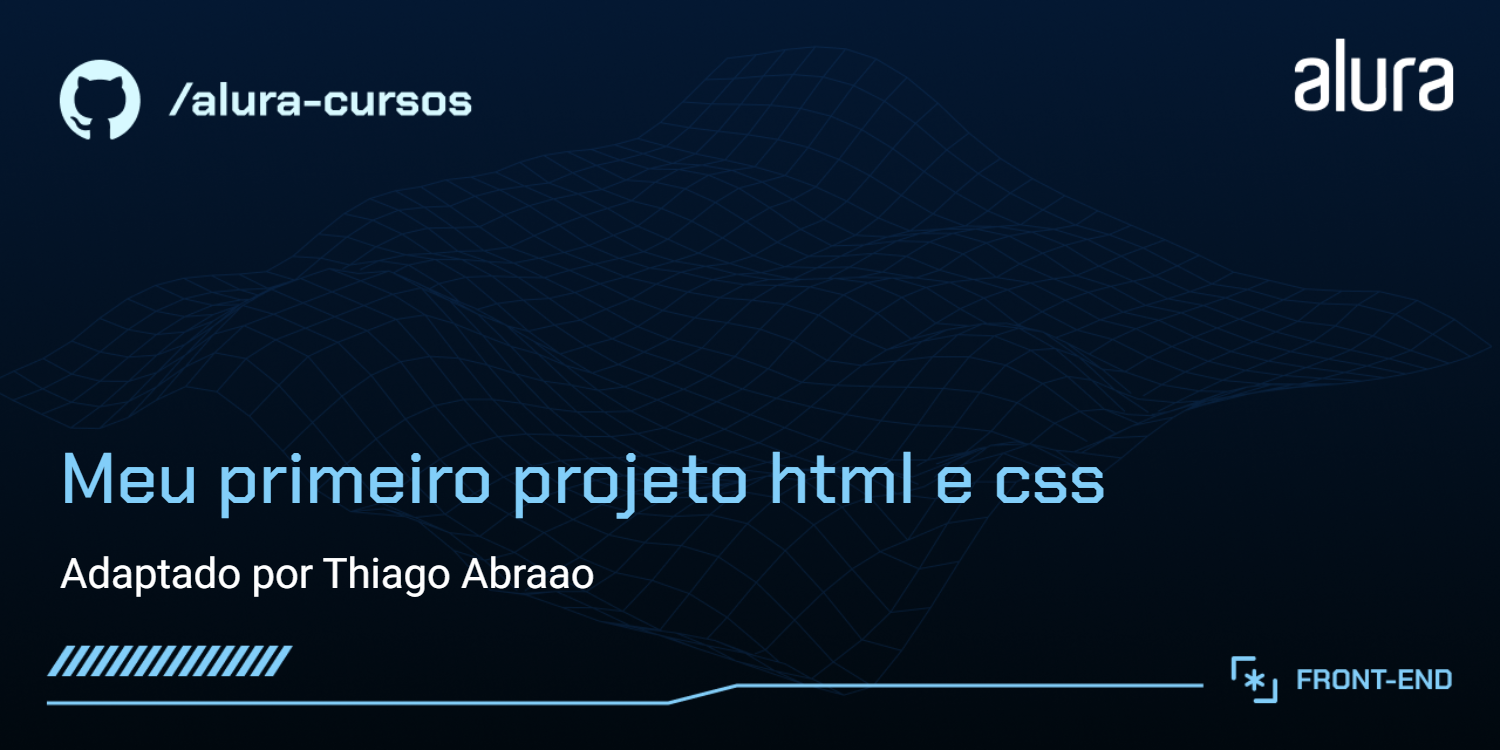 /alura-cursos
alura
Meu primeiro projeto html e css
Adaptado por Thiago Abraao
FRONT-END